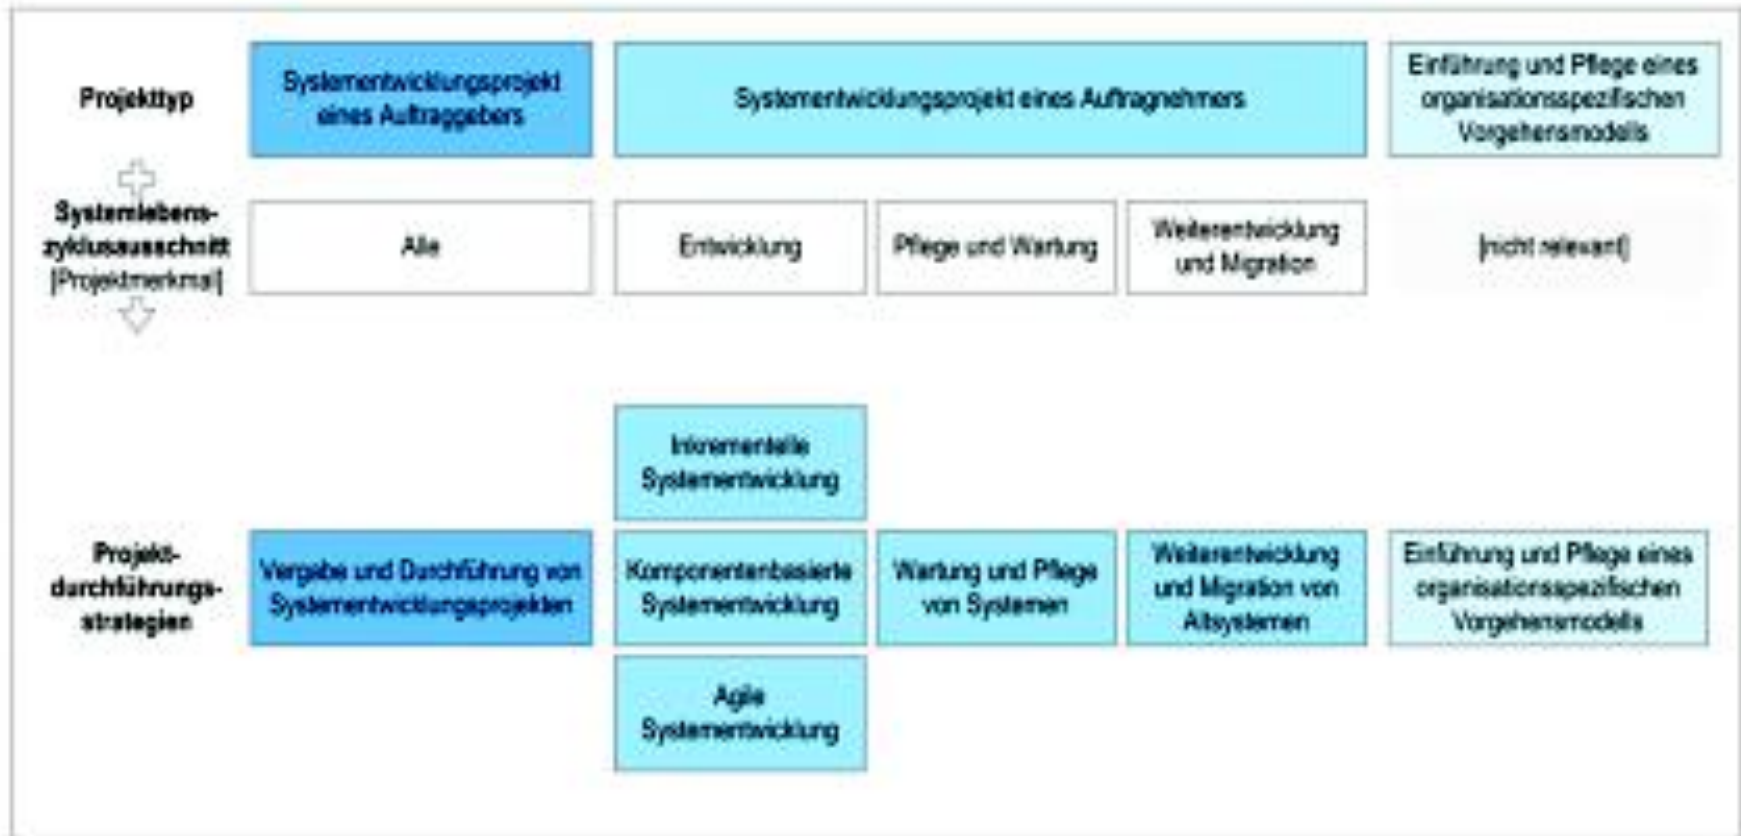 Projekttyp
Systementwicklungsprojekt
eines Auftraggebers
Systementwicklungsprojekt eines Auftragnehmers
Einführung und Pflege eines
organisationsspezifischen
Vorgehensmodells
Systemlebens-
zyklusausschnitt
[Projektmerkmal]
Alle
Entwicklung
Pflege und Wartung
Weiterentwicklung
und Migration
[nicht relevant]
Projekt-
durchführungs-
strategien
Vergabe und Durchführung von
Systementwicklungsprojekten
Inkrementelle
Systementwicklung
Komponentenbasierte
Systementwicklung
Agile
Systementwicklung
Wartung und Pflege
von Systemen
Weiterentwicklung
und Migration von
Altsystemen
Einführung und Pflege eines
organisationsspezifischen
Vorgehensmodells